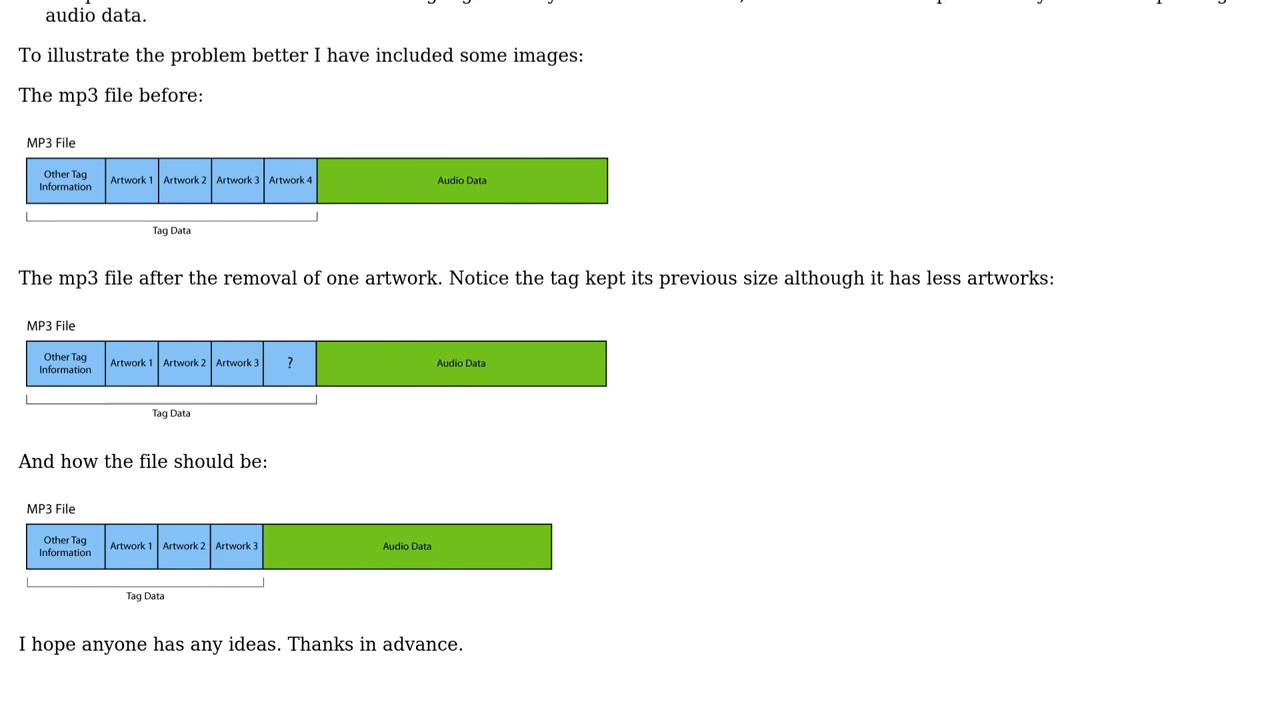 audio data.
To illustrate the problem better I have included some images:
The mp3 file before:
MP3 File
Other Tag
Information
Artwork 1
Artwork 2
Artwork 3
Artwork 4
Audio Data
Tag Data
The mp3 file after the removal of one artwork. Notice the tag kept its previous size although it has less artworks:
MP3 File
Other Tag
Information
Artwork 1
Artwork 2
Artwork 3
?
Audio Data
Tag Data
And how the file should be:
MP3 File
Other Tag
Information
Artwork 1
Artwork 2
Artwork 3
Audio Data
Tag Data
I hope anyone has any ideas. Thanks in advance.